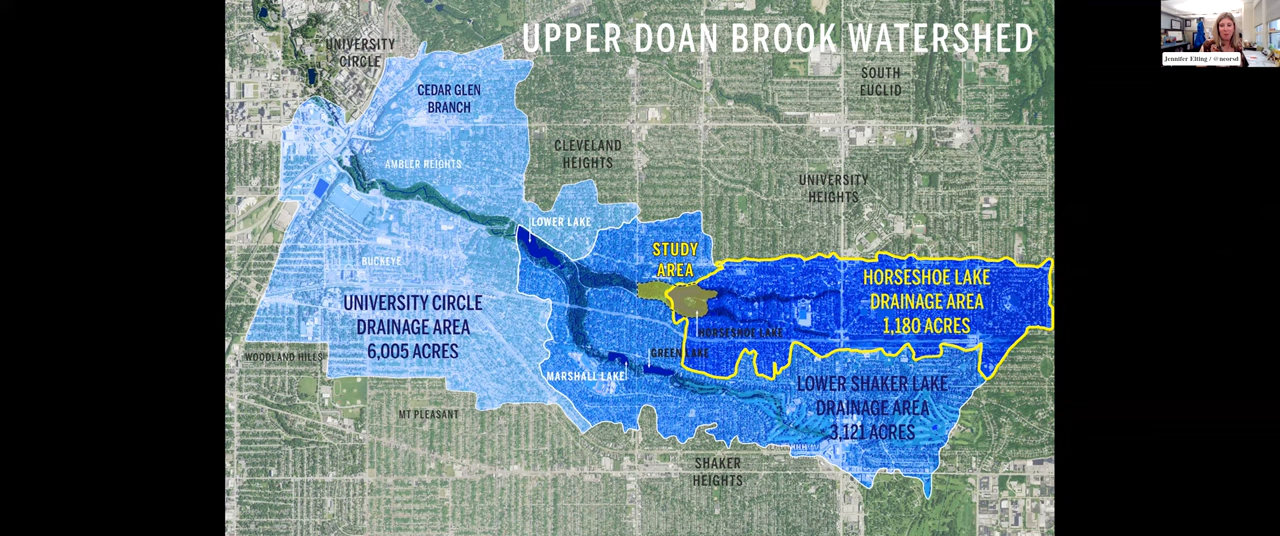 UPPER DOAN BROOK WATERSHED
Jennifer Elting / @neorsd
UNIVERSITY
CIRCLE
SOUTH
EUCLID
CEDAR GLEN
BRANCH
CLEVELAND
HEIGHTS
AMBLER HEIGHTS
UNIVERSITY
HEIGHTS
LOWER LAKE
STUDY
AREA
BUCKEYE
HORSESHOE LAKE
DRAINAGE AREA
1,180 ACRES
UNIVERSITY CIRCLE
DRAINAGE AREA
6,005 ACRES
HORSESHOE LAKE
GREEN LAKE
WOODLAND HILLS
MARSHALL LAKE
LOWER SHAKER LAKE
DRAINAGE AREA
3,121 ACRES
MT PLEASANT
SHAKER
HEIGHTS